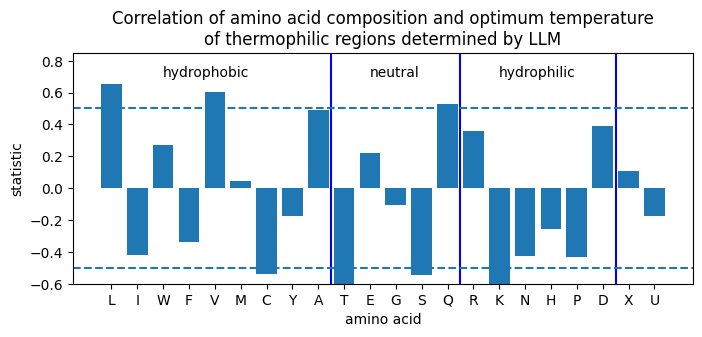 Correlation of amino acid composition and optimum temperature
of thermophilic regions determined by LLM
0.8
hydrophobic neutral hydrophilic
0.6
0.4
0.2
0.0
−0.2
−0.4
−0.6
statistic
L I W F V M C Y A T E G S Q R K N H P D X U
amino acid